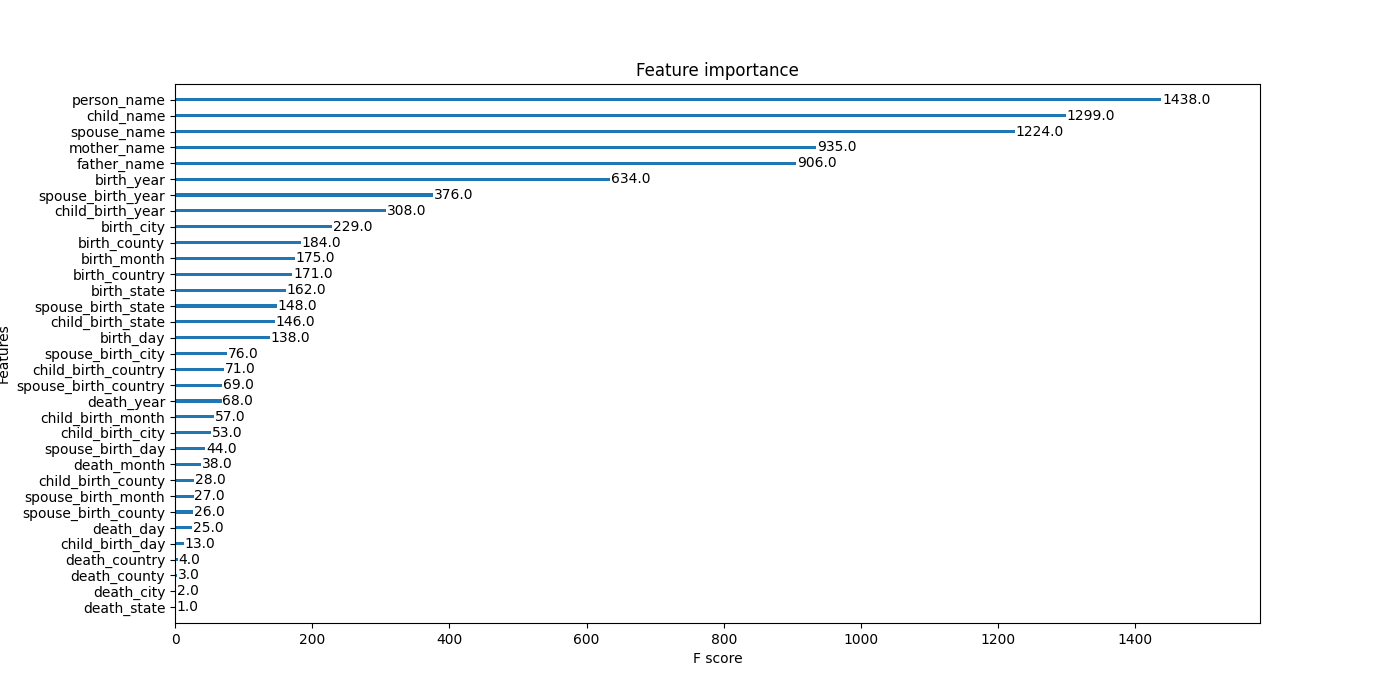 Feature importance
person_name 1438.0
child_name 1299.0
spouse_name 1224.0
mother_name 935.0
father_name 906.0
birth_year 634.0
spouse_birth_year 376.0
child_birth_year 308.0
birth_city 229.0
birth_county 184.0
birth_month 175.0
birth_country 171.0
birth_state 162.0
spouse_birth_state 148.0
child_birth_state 146.0
birth_day 138.0
spouse_birth_city 76.0
child_birth_country 71.0
spouse_birth_country 69.0
death_year 68.0
child_birth_month 57.0
child_birth_city 53.0
spouse_birth_day 44.0
death_month 38.0
child_birth_county 28.0
spouse_birth_month 27.0
spouse_birth_county 26.0
death_day 25.0
child_birth_day 13.0
death_country 4.0
death_county 3.0
death_city 2.0
death_state 1.0
Features
0 200 400 600 800 1000 1200 1400
F score